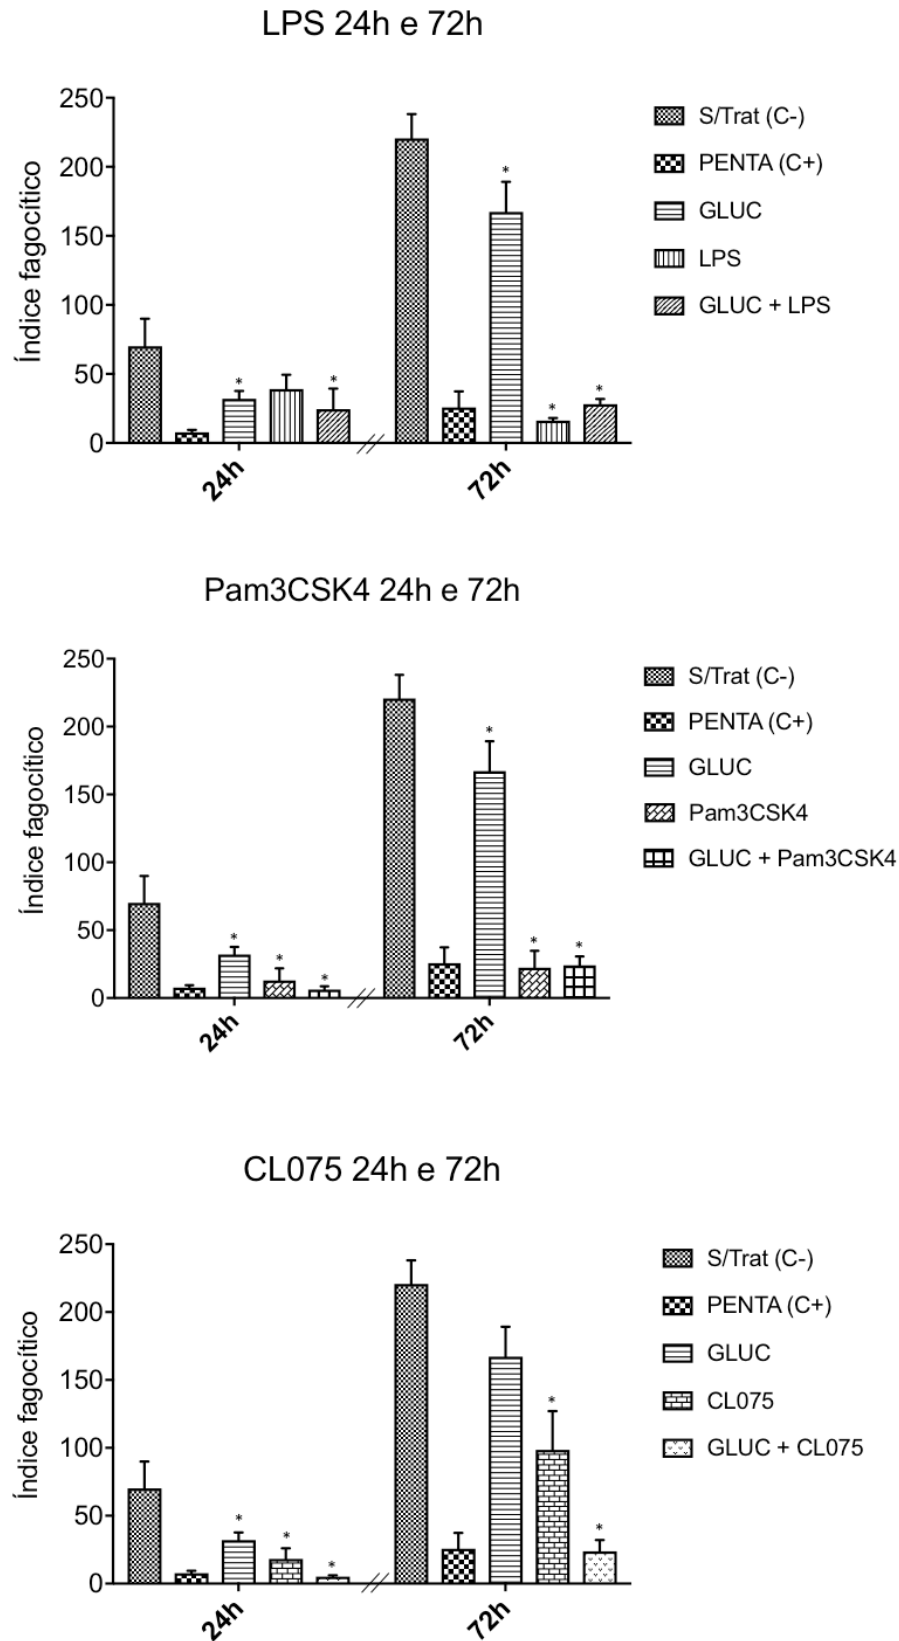 LPS 24h e 72h
Índice fagocítico
250
200
150
100
50
0
*
*
*
*
*
24h
72h
S/Trat (C-)
PENTA (C+)
GLUC
LPS
GLUC + LPS
Pam3CSK4 24h e 72h
Índice fagocítico
250
200
150
100
50
0
*
*
*
*
*
*
24h
72h
S/Trat (C-)
PENTA (C+)
GLUC
Pam3CSK4
GLUC + Pam3CSK4
CL075 24h e 72h
Índice fagocítico
250
200
150
100
50
0
*
*
*
*
*
24h
72h
S/Trat (C-)
PENTA (C+)
GLUC
CL075
GLUC + CL075